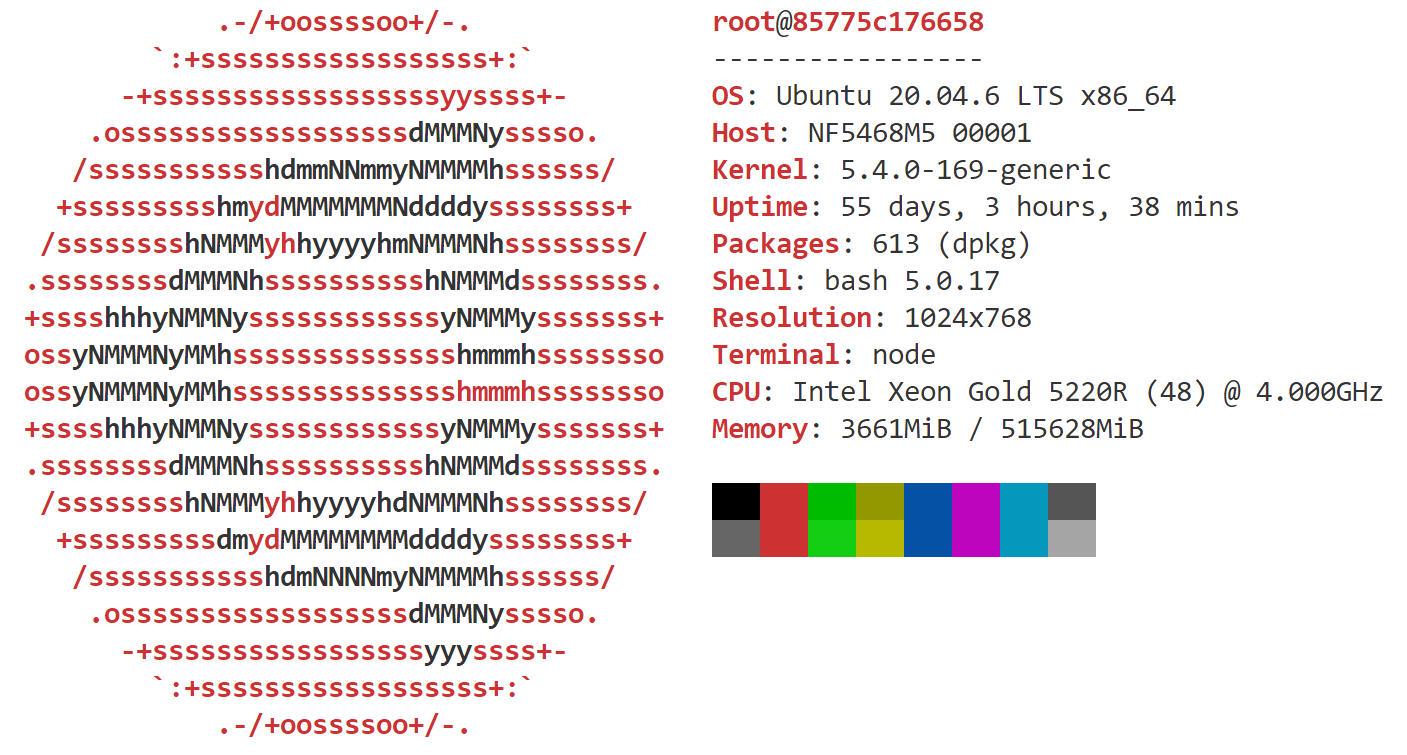 .-/+oossssoo+/-.
`:+ssssssssssssssssss+:`
-+ssssssssssssssssssyyssss+-
.ossssssssssssssssssdMMMNysssso.
/ssssssssssshdmmNNmmyNMMMMhssssss/
+ssssssssshmydMMMMMMMNddddyssssssss+
/sssssssshNMMMyhhyyyyhmNMMMNhssssssss/
.ssssssssdMMMNhsssssssssshNMMMdssssssss.
+sssshhhyNMMNyssssssssssssyNMMMysssssss+
ossyNMMMNyMMhsssssssssssssshmmmhssssssso
ossyNMMMNyMMhsssssssssssssshmmmhssssssso
+sssshhhyNMMNyssssssssssssyNMMMysssssss+
.ssssssssdMMMNhsssssssssshNMMMdssssssss.
/sssssssshNMMMyhhyyyyhdNMMMNhssssssss/
+sssssssssdmydMMMMMMMMddddyssssssss+
/ssssssssssshdmNNNNmyNMMMMhssssss/
.ossssssssssssssssssdMMMNysssso.
-+sssssssssssssssssyyyssss+-
`:+ssssssssssssssssss+:`
.-/+oossssoo+/-.
root@85775c176658
-----------------
OS: Ubuntu 20.04.6 LTS x86_64
Host: NF5468M5 00001
Kernel: 5.4.0-169-generic
Uptime: 55 days, 3 hours, 38 mins
Packages: 613 (dpkg)
Shell: bash 5.0.17
Resolution: 1024x768
Terminal: node
CPU: Intel Xeon Gold 5220R (48) @ 4.000GHz
Memory: 3661MiB / 515628MiB